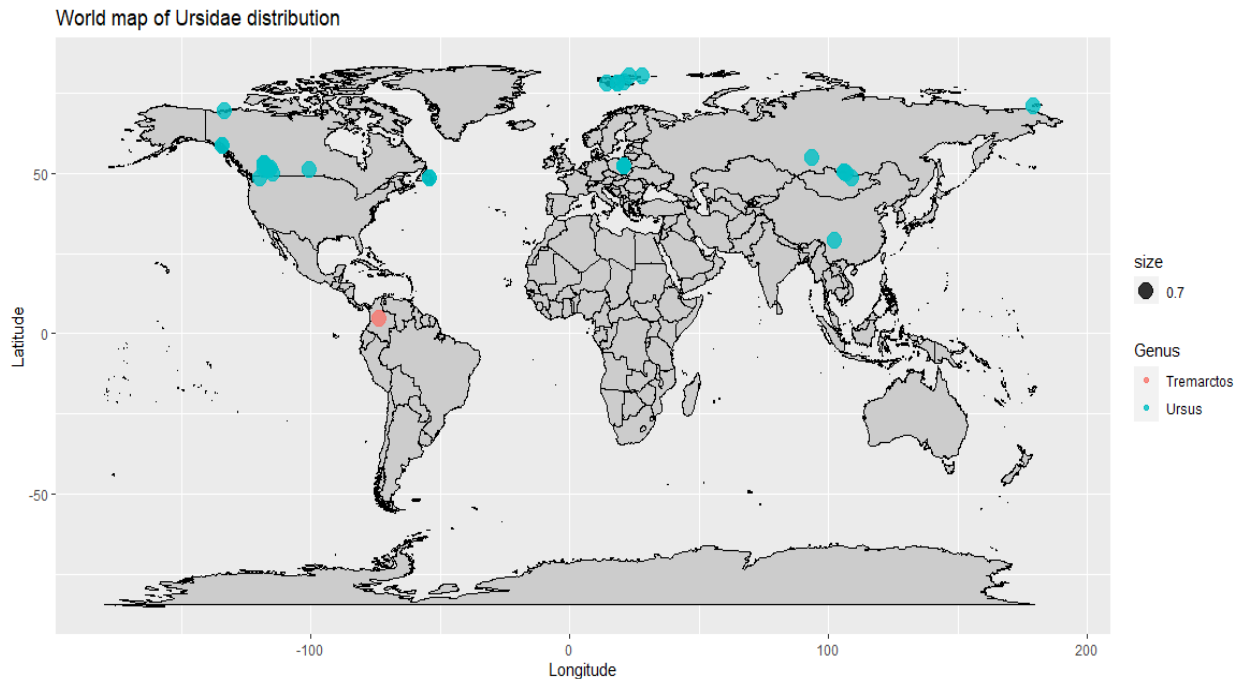 World map of Ursidae distribution
50
0
-50
Latitude
-100
0
100
200
Longitude
size
0.7
Genus
Tremarctos
Ursus